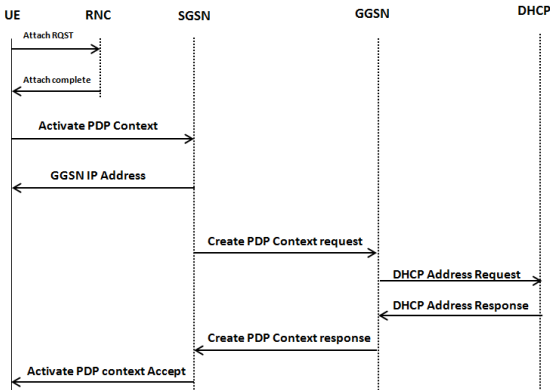 UE RNC SGSN GGSN DHCP
Attach RQST
Attach complete
Activate PDP Context
GGSN IP Address
Create PDP Context request
DHCP Address Request
DHCP Address Response
Create PDP Context response
Activate PDP context Accept